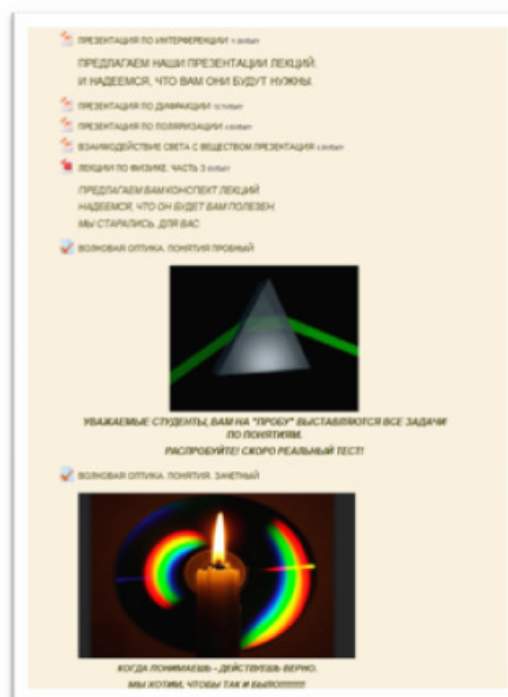 ПРЕЗЕНТАЦИЯ ПО ИНТЕРФЕРЕНЦИИ
ПРЕДЛАГАЕМ НАШИ ПРЕЗЕНТАЦИИ ЛЕКЦИЙ.
И НАДЕЕМСЯ, ЧТО ВАМ ОНИ БУДУТ НУЖНЫ.
ПРЕЗЕНТАЦИЯ ПО ДИФРАКЦИИ
ПРЕЗЕНТАЦИЯ ПО ПОЛЯРИЗАЦИИ
ВЗАИМОДЕЙСТВИЕ СВЕТА С ВЕЩЕСТВОМ ПРЕЗЕНТАЦИЯ
ЛЕКЦИИ ПО ФИЗИКЕ. ЧАСТЬ 3
ПРЕДЛАГАЕМ ВАМ КОНСПЕКТ ЛЕКЦИЙ
НАДЕЕМСЯ, ЧТО ОН БУДЕТ ВАМ ПОЛЕЗЕН.
МЫ СТАРАЛИСЬ. ДЛЯ ВАС.
ВОЛНОВАЯ ОПТИКА. ПОНЯТИЯ ПРОБНЫЙ
УВАЖАЕМЫЕ СТУДЕНТЫ, ВАМ НА "ПРОБУ" ВЫСТАВЛЯЮТСЯ ВСЕ ЗАДАЧИ
ПО ПОНЯТИЯМ.
РАСПРОБУЙТЕ! СКОРО РЕАЛЬНЫЙ ТЕСТ!
ВОЛНОВАЯ ОПТИКА. ПОНЯТИЯ. ЗАЧЕТНЫЙ
КОГДА ПОНИМАЕШЬ - ДЕЙСТВУЕШЬ ВЕРНО.
МЫ ХОТИМ, ЧТОБЫ ТАК И БЫЛО!!!!!!!!!